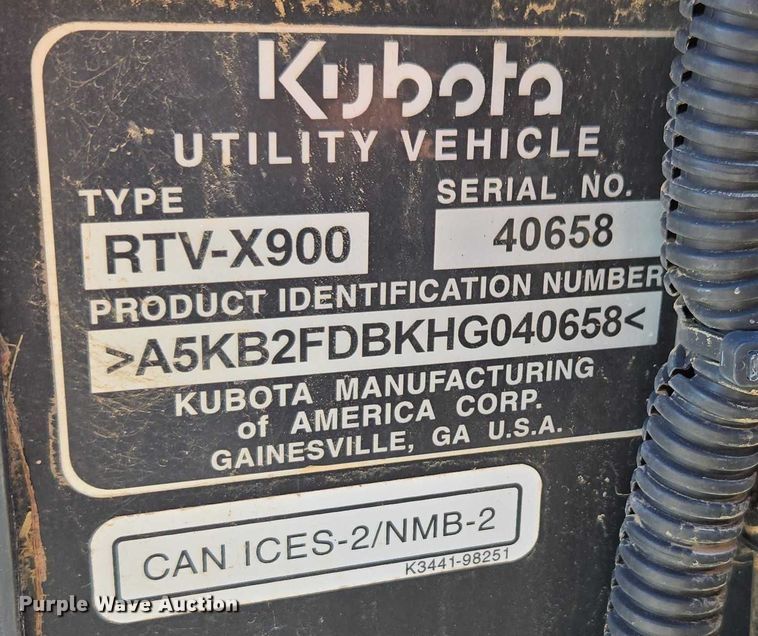 Kubota
UTILITY VEHICLE
TYPE SERIAL NO.
RTV-X900 40658
PRODUCT IDENTIFICATION NUMBER
>A5KB2FDBKHG040658<
KUBOTA MANUFACTURING
of AMERICA CORP.
GAINESVILLE, GA U.S.A.
CAN ICES-2/NMB-2
K3441-98251
Purple Wave Auction